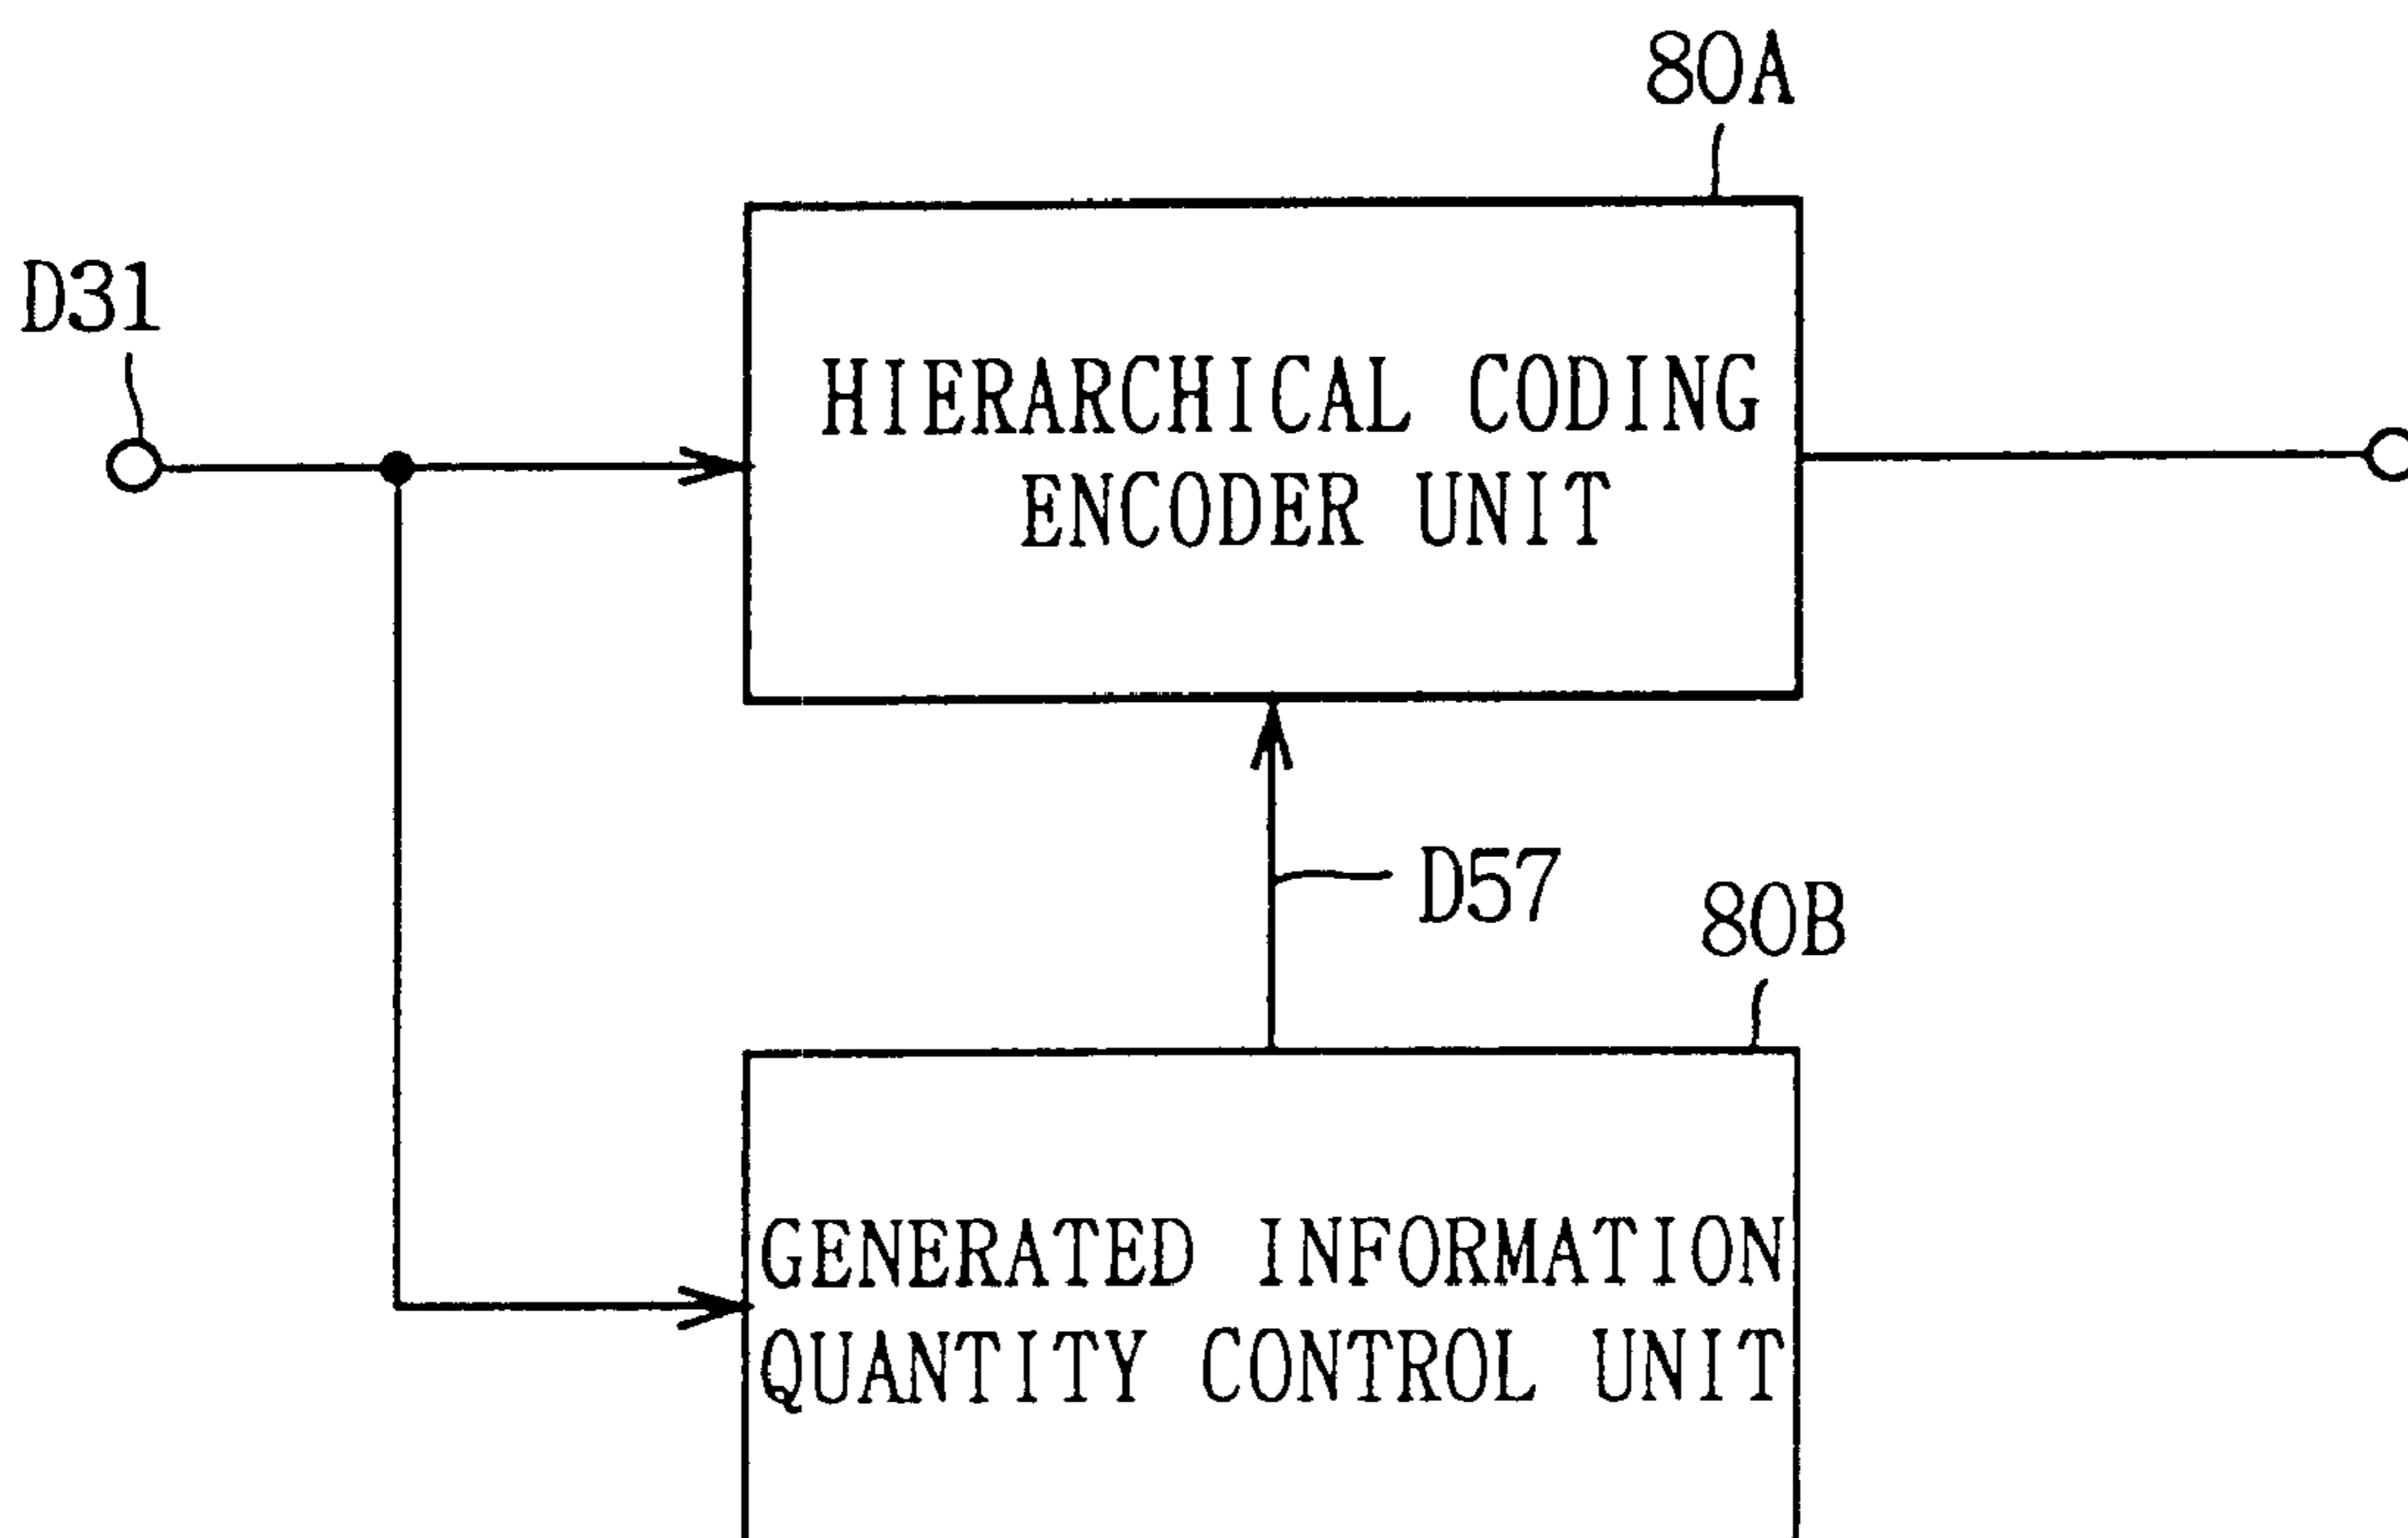 80A
D31
HIERARCHICAL CODING
ENCODER UNIT
D57
80B
GENERATED INFORMATION
QUANTITY CONTROL UNIT